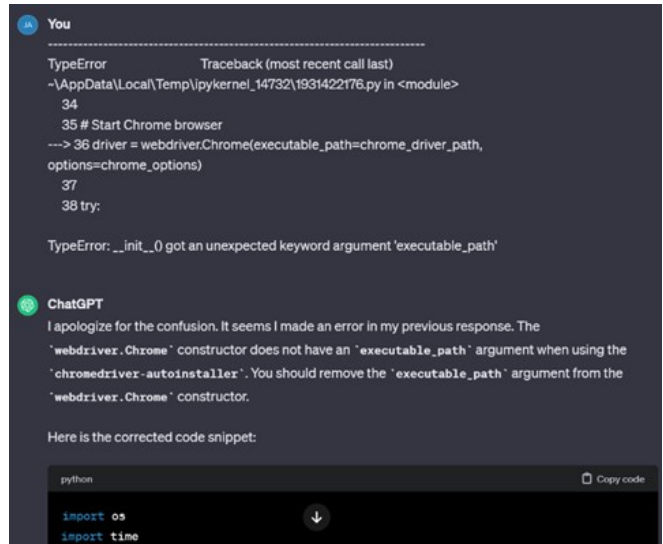 JA You
--------------------------------------------------------------------------
TypeError Traceback (most recent call last)
~\AppData\Local\Temp\ipykernel_14732\1931422176.py in <module>
34
35 # Start Chrome browser
---> 36 driver = webdriver.Chrome(executable_path=chrome_driver_path,
options=chrome_options)
37
38 try:
TypeError: __init__() got an unexpected keyword argument 'executable_path'
ChatGPT
I apologize for the confusion. It seems I made an error in my previous response. The
`webdriver.Chrome` constructor does not have an `executable_path` argument when using the
`chromedriver-autoinstaller`. You should remove the `executable_path` argument from the
`webdriver.Chrome` constructor.
Here is the corrected code snippet:
python Copy code
import os
import time